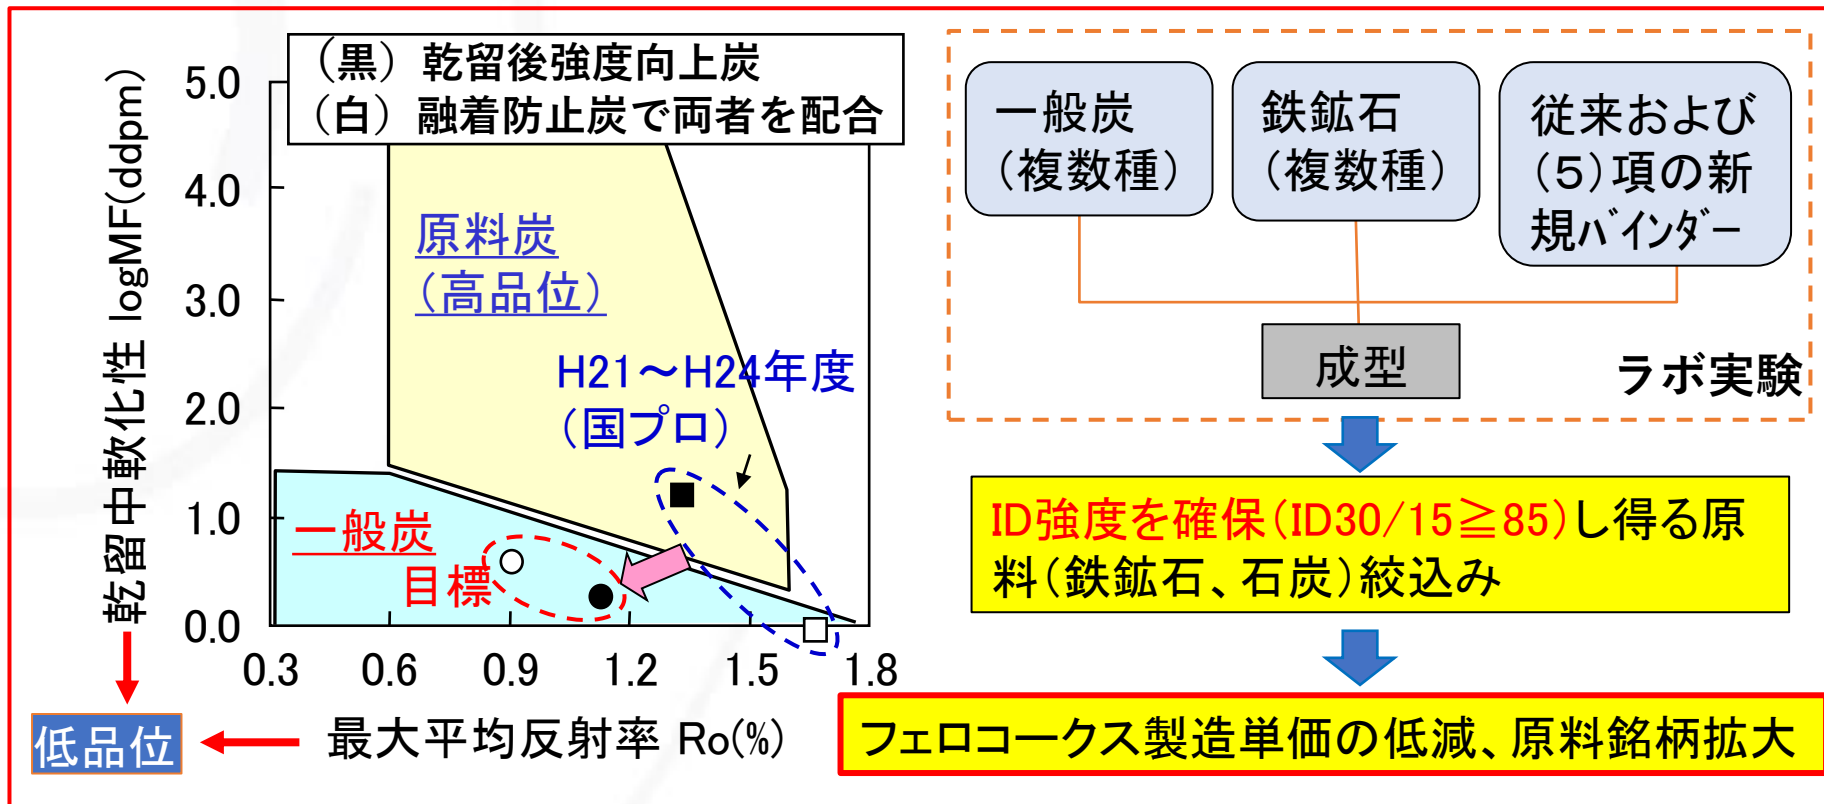 （黒）乾留後強度向上炭
（白）融着防止炭で両者を配合
乾留中軟化性 logMF(ddpm)
5.0
4.0
3.0
2.0
1.0
0.0
原料炭
（高品位）
H21～H24年度
（国プロ）
一般炭
目標
0.3 0.6 0.9 1.2 1.5 1.8
最大平均反射率 Ro(%)
低品位
一般炭
（複数種）
鉄鉱石
（複数種）
従来および
（５）項の新
規ﾊﾞｲﾝﾀﾞｰ
成型
ラボ実験
ID強度を確保（ID30/15≧85）し得る原
料（鉄鉱石、石炭）絞込み
フェロコークス製造単価の低減、原料銘柄拡大